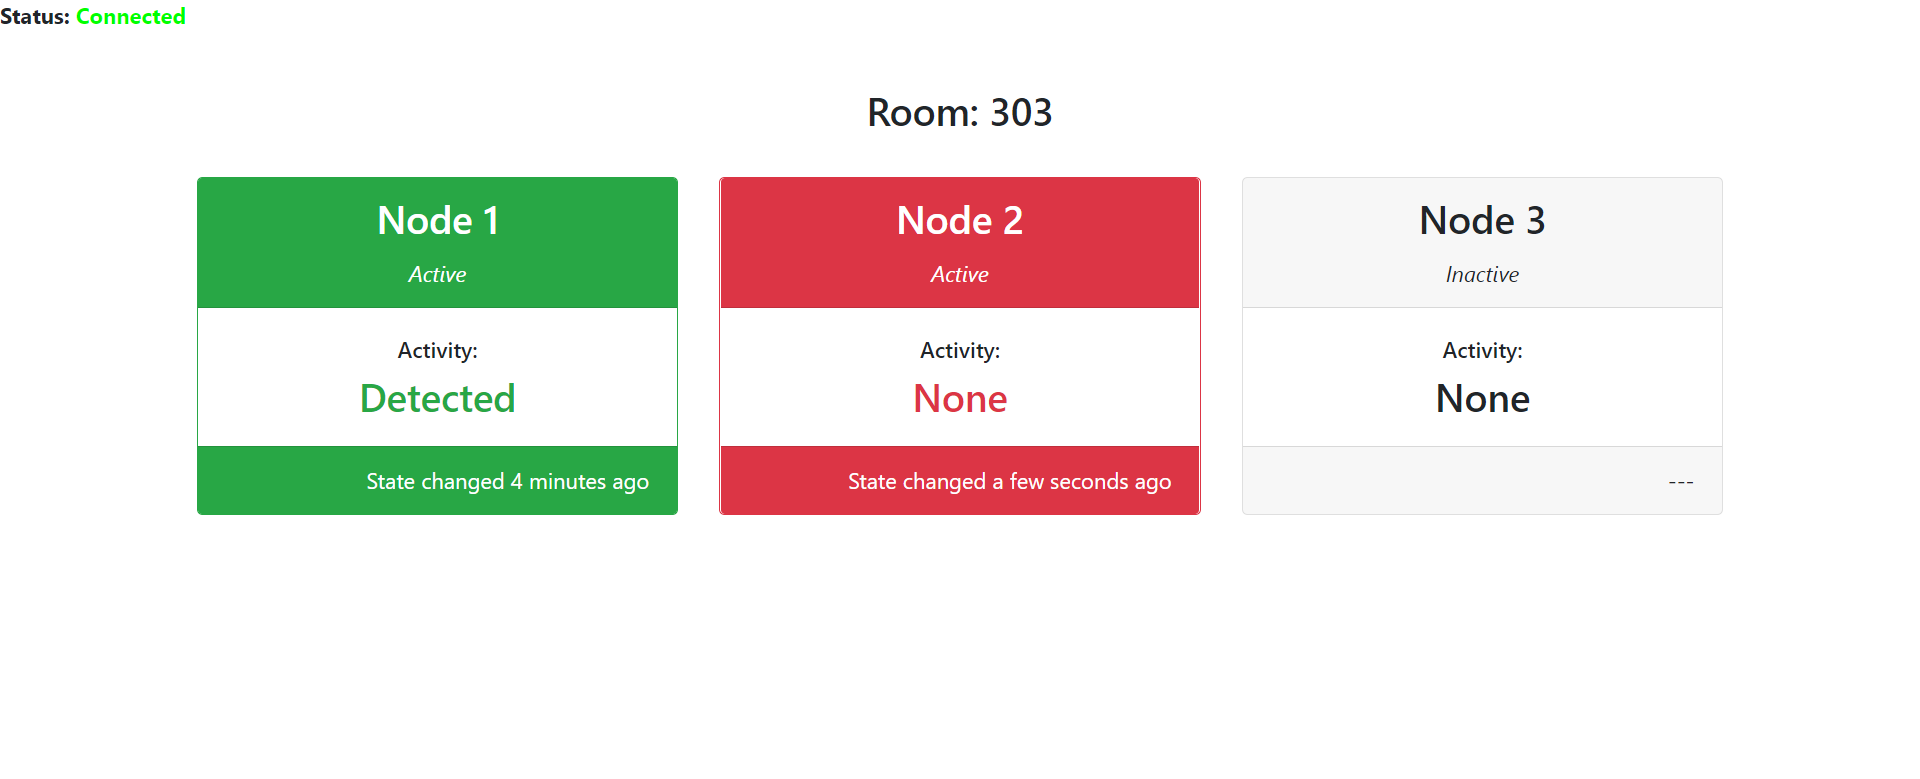 Status: Connected
Room: 303
Node 1
Active
Activity:
Detected
State changed 4 minutes ago
Node 2
Active
Activity:
None
State changed a few seconds ago
Node 3
Inactive
Activity:
None
---